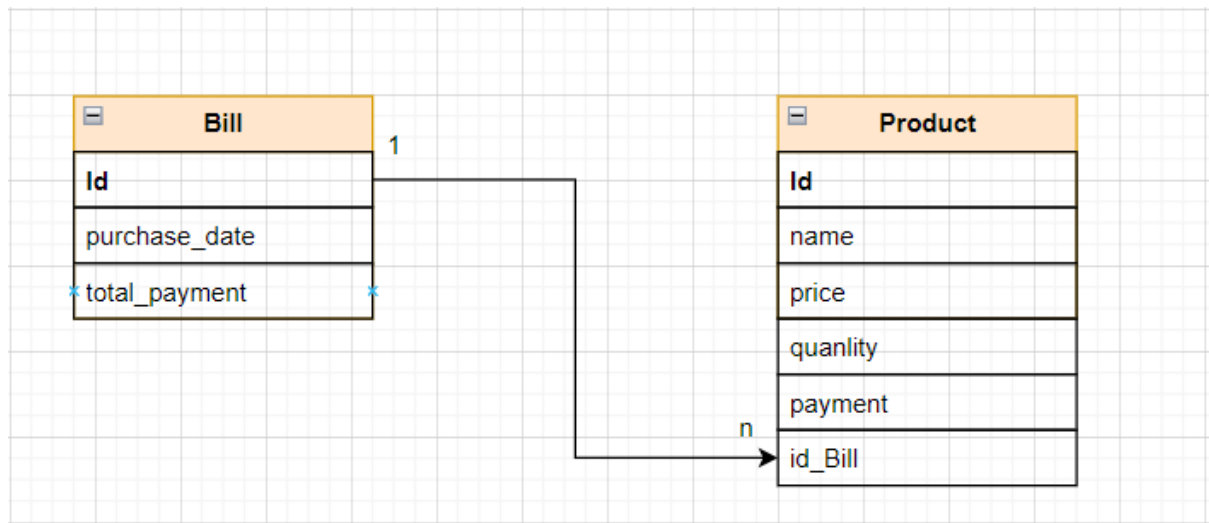 Bill
1
Id
purchase_date
total_payment
Product
Id
name
price
quanlity
payment
n
id_Bill